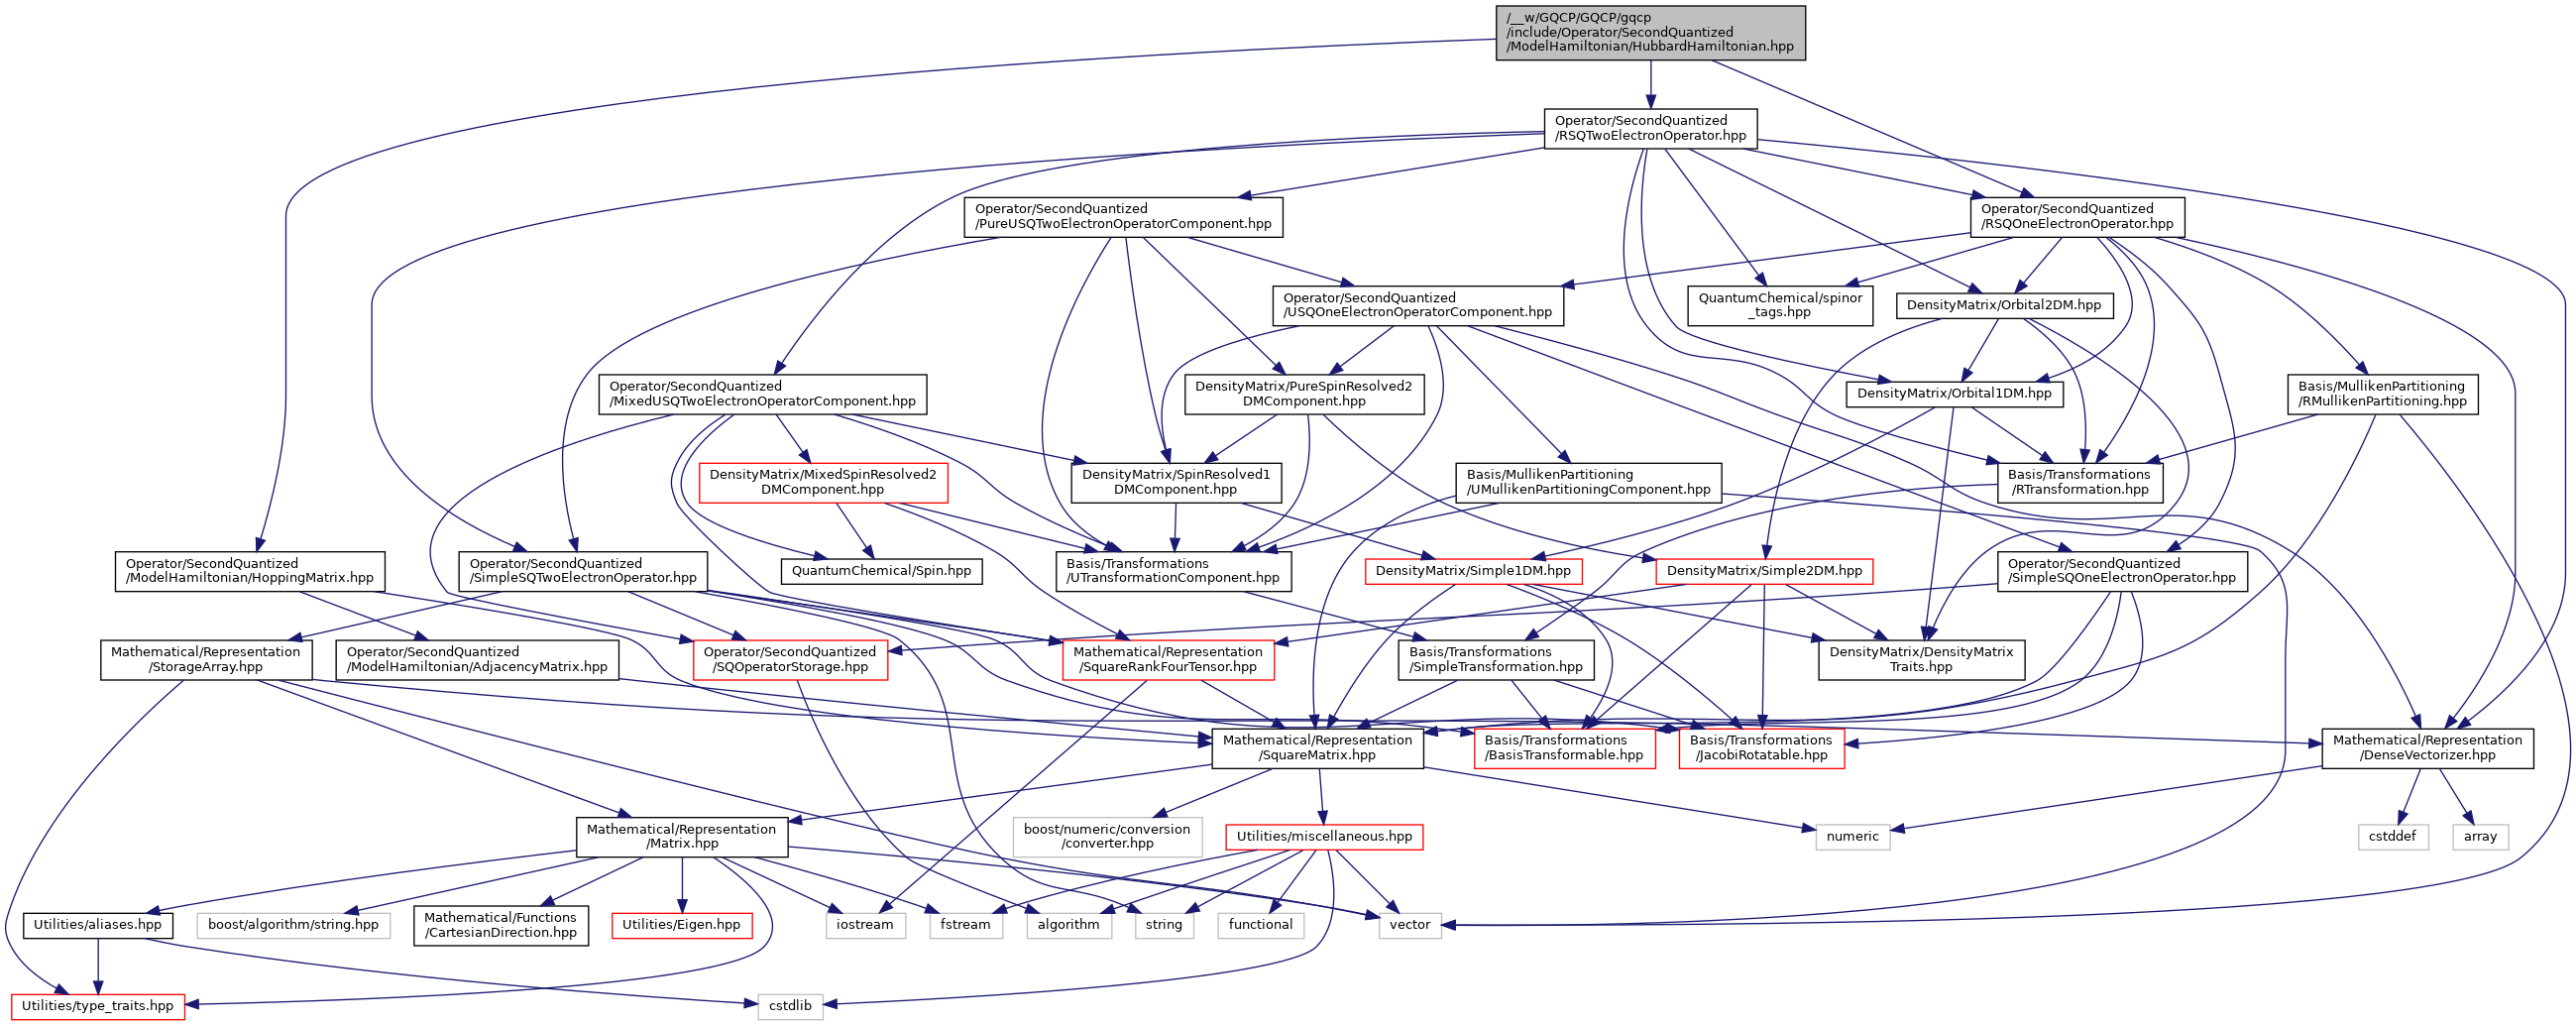 /__w/GQCP/GQCP/gqcp
/include/Operator/SecondQuantized
/ModelHamiltonian/HubbardHamiltonian.hpp
Operator/SecondQuantized
/RSQTwoElectronOperator.hpp
Operator/SecondQuantized
/PureUSQTwoElectronOperatorComponent.hpp
Operator/SecondQuantized
/RSQOneElectronOperator.hpp
Operator/SecondQuantized
/USQOneElectronOperatorComponent.hpp
QuantumChemical/spinor
_tags.hpp
DensityMatrix/Orbital2DM.hpp
Operator/SecondQuantized
/MixedUSQTwoElectronOperatorComponent.hpp
DensityMatrix/PureSpinResolved2
DMComponent.hpp
DensityMatrix/Orbital1DM.hpp
Basis/MullikenPartitioning
/RMullikenPartitioning.hpp
DensityMatrix/MixedSpinResolved2
DMComponent.hpp
DensityMatrix/SpinResolved1
DMComponent.hpp
Basis/MullikenPartitioning
/UMullikenPartitioningComponent.hpp
Basis/Transformations
/RTransformation.hpp
Operator/SecondQuantized
/ModelHamiltonian/HoppingMatrix.hpp
Operator/SecondQuantized
/SimpleSQTwoElectronOperator.hpp
QuantumChemical/Spin.hpp
Basis/Transformations
/UTransformationComponent.hpp
DensityMatrix/Simple1DM.hpp
DensityMatrix/Simple2DM.hpp
Operator/SecondQuantized
/SimpleSQOneElectronOperator.hpp
Mathematical/Representation
/StorageArray.hpp
Operator/SecondQuantized
/ModelHamiltonian/AdjacencyMatrix.hpp
Operator/SecondQuantized
/SQOperatorStorage.hpp
Mathematical/Representation
/SquareRankFourTensor.hpp
Basis/Transformations
/SimpleTransformation.hpp
DensityMatrix/DensityMatrix
Traits.hpp
Mathematical/Representation
/SquareMatrix.hpp
Basis/Transformations
/BasisTransformable.hpp
Basis/Transformations
/JacobiRotatable.hpp
Mathematical/Representation
/DenseVectorizer.hpp
Mathematical/Representation
/Matrix.hpp
boost/numeric/conversion
/converter.hpp
Utilities/miscellaneous.hpp
numeric
cstddef
array
Utilities/aliases.hpp
boost/algorithm/string.hpp
Mathematical/Functions
/CartesianDirection.hpp
Utilities/Eigen.hpp
iostream
fstream
algorithm
string
functional
vector
Utilities/type_traits.hpp
cstdlib